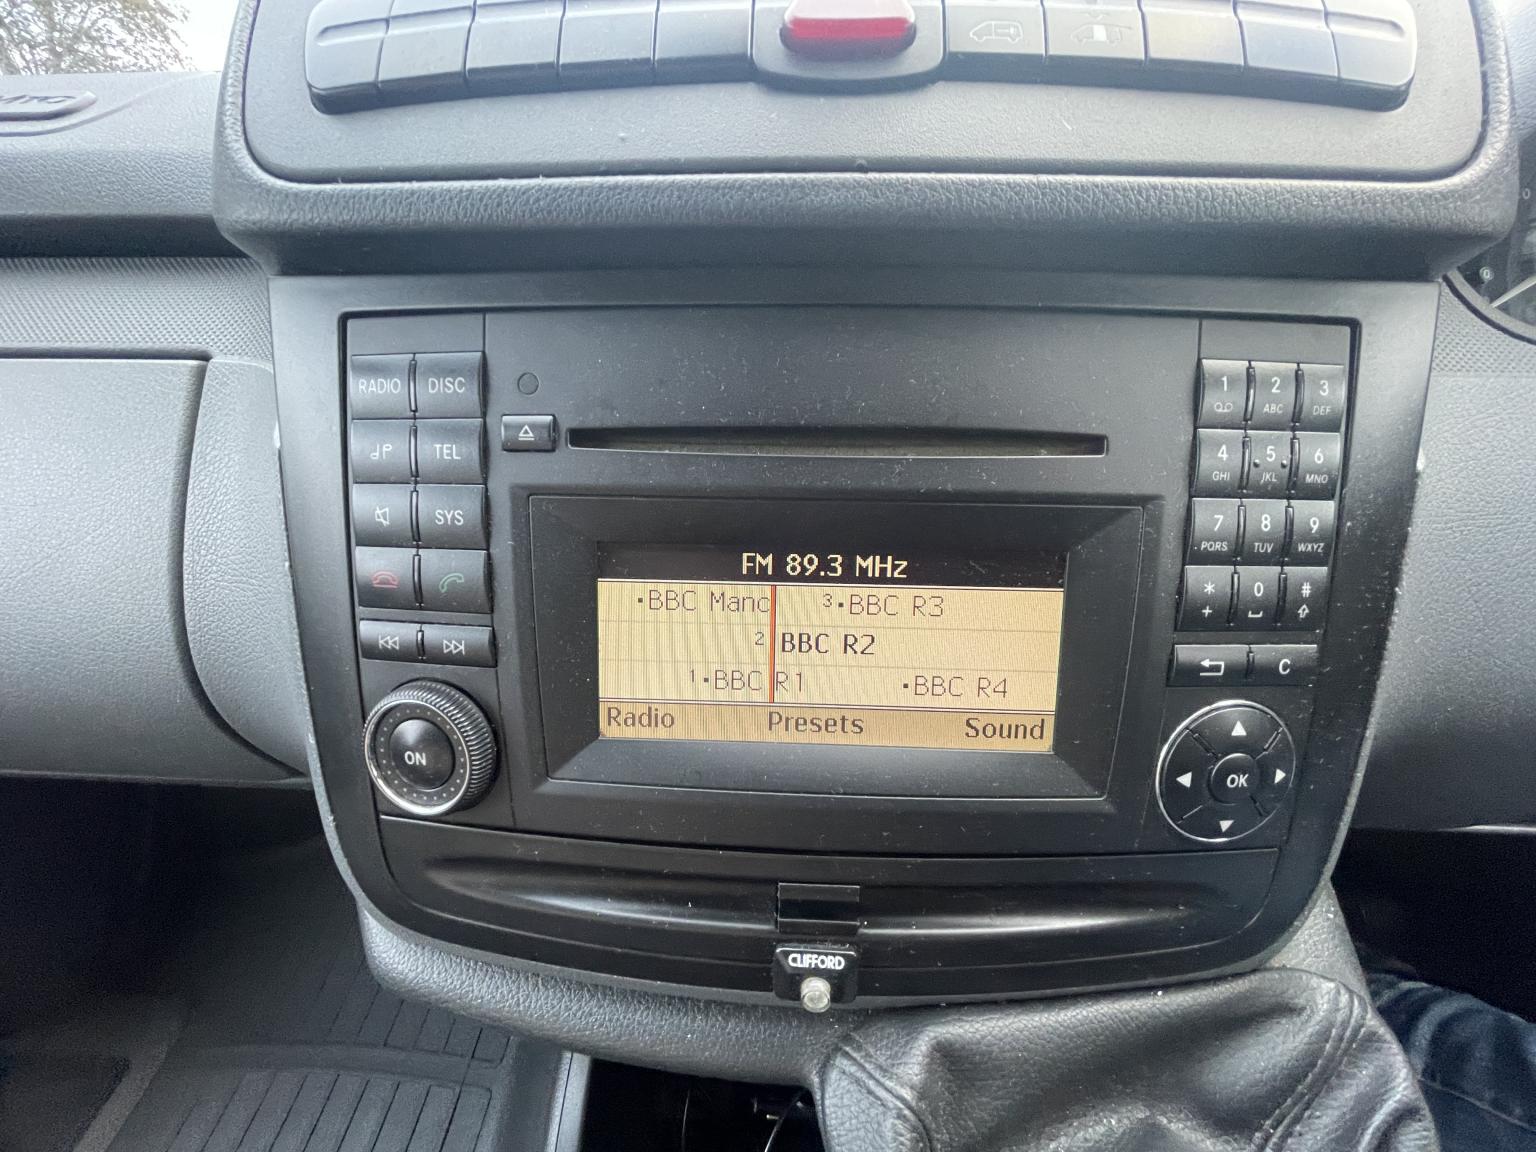 RADIO DISC
TEL
SYS
ON
FM 89.3 MHz
BBC Manc 3 BBC R3
2 BBC R2
1 BBC R1 BBC R4
Radio Presets Sound
1 2 3
ABC DEF
4 5 6
GHI JKL MNO
7 8 9
PQRS TUV WXYZ
* 0 #
+
C
OK
CLIFFORD